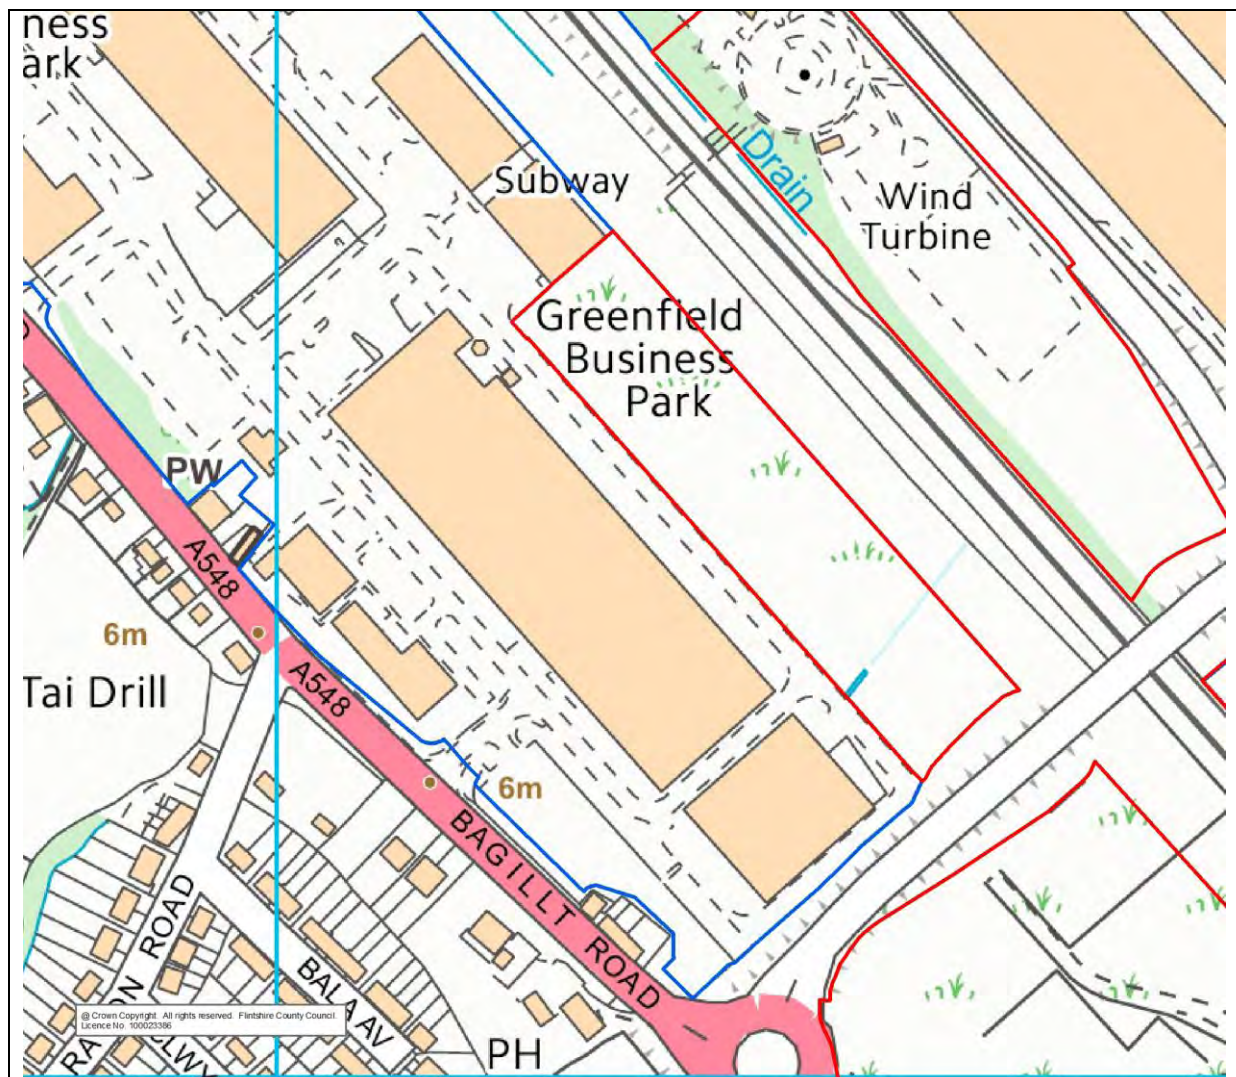 ness
ark
Subway
Drain
Wind
Turbine
Greenfield
Business
Park
PW
A548
6m
Tai Drill
A548
6m
BAGILLT ROAD
ROAD
BALA AV
PH
@ Crown Copyright. All rights reserved. Flintshire County Council.
Licence No. 100023386